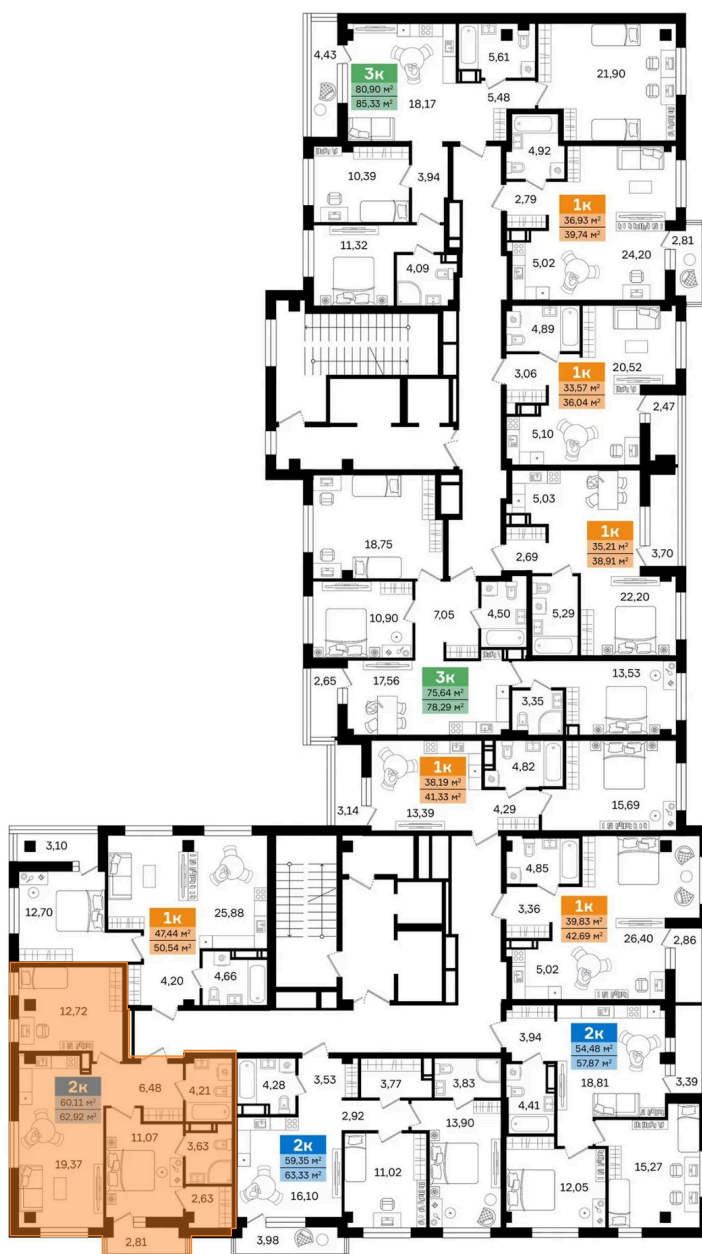 4,43
3к
80,90 м²
85,33 м²
18,17
5,61
5,48
21,90
10,39
3,94
4,92
2,79
1к
36,93 м²
39,74 м²
2,81
11,32
4,09
5,02
24,20
4,89
3,06
20,52
1к
33,57 м²
36,04 м²
2,47
5,10
5,03
18,75
1к
35,21 м²
38,91 м²
2,69
3,70
10,90
7,05
4,50
5,29
22,20
2,65
17,56
3к
75,64 м²
78,29 м²
3,35
13,53
1к
38,19 м²
41,33 м²
4,82
3,14
13,39
4,29
15,69
3,10
12,70
1к
47,44 м²
50,54 м²
25,88
4,20
4,66
4,85
3,36
1к
39,83 м²
42,69 м²
26,40
2,86
5,02
12,72
2к
60,11 м²
62,92 м²
6,48
4,21
11,07
3,63
19,37
2,63
2,81
4,28
3,53
3,77
3,83
2,92
13,90
2к
59,35 м²
63,33 м²
16,10
11,02
3,98
3,94
2к
54,48 м²
57,87 м²
18,81
3,39
4,41
12,05
15,27